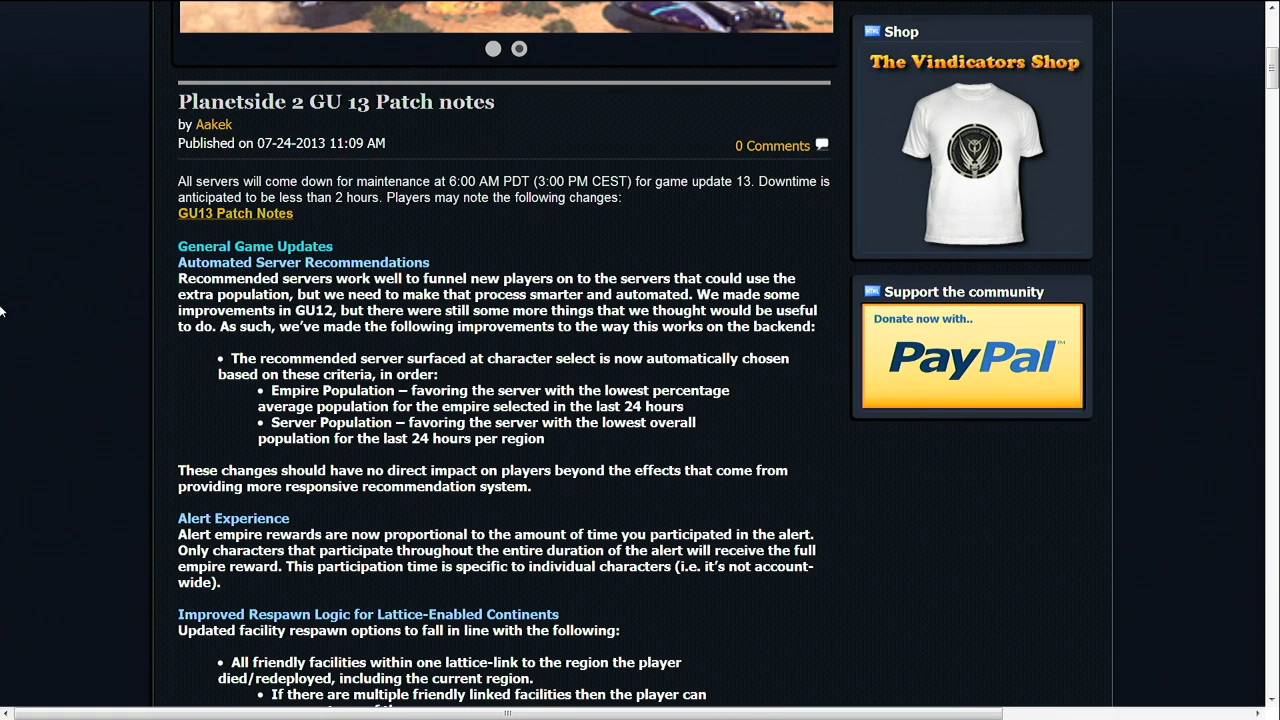 Shop
The Vindicators Shop
Planetside 2 GU 13 Patch notes
by Aakek
Published on 07-24-2013 11:09 AM
0 Comments
All servers will come down for maintenance at 6:00 AM PDT (3:00 PM CEST) for game update 13. Downtime is
anticipated to be less than 2 hours. Players may note the following changes:
GU13 Patch Notes
General Game Updates
Automated Server Recommendations
Recommended servers work well to funnel new players on to the servers that could use the
extra population, but we need to make that process smarter and automated. We made some
improvements in GU12, but there were still some more things that we thought would be useful
to do. As such, we’ve made the following improvements to the way this works on the backend:
• The recommended server surfaced at character select is now automatically chosen
based on these criteria, in order:
• Empire Population – favoring the server with the lowest percentage
average population for the empire selected in the last 24 hours
• Server Population – favoring the server with the lowest overall
population for the last 24 hours per region
These changes should have no direct impact on players beyond the effects that come from
providing more responsive recommendation system.
Alert Experience
Alert empire rewards are now proportional to the amount of time you participated in the alert.
Only characters that participate throughout the entire duration of the alert will receive the full
empire reward. This participation time is specific to individual characters (i.e. it’s not account-
wide).
Improved Respawn Logic for Lattice-Enabled Continents
Updated facility respawn options to fall in line with the following:
• All friendly facilities within one lattice-link to the region the player
died/redeployed, including the current region.
• If there are multiple friendly linked facilities then the player can
Support the community
Donate now with..
PayPal™